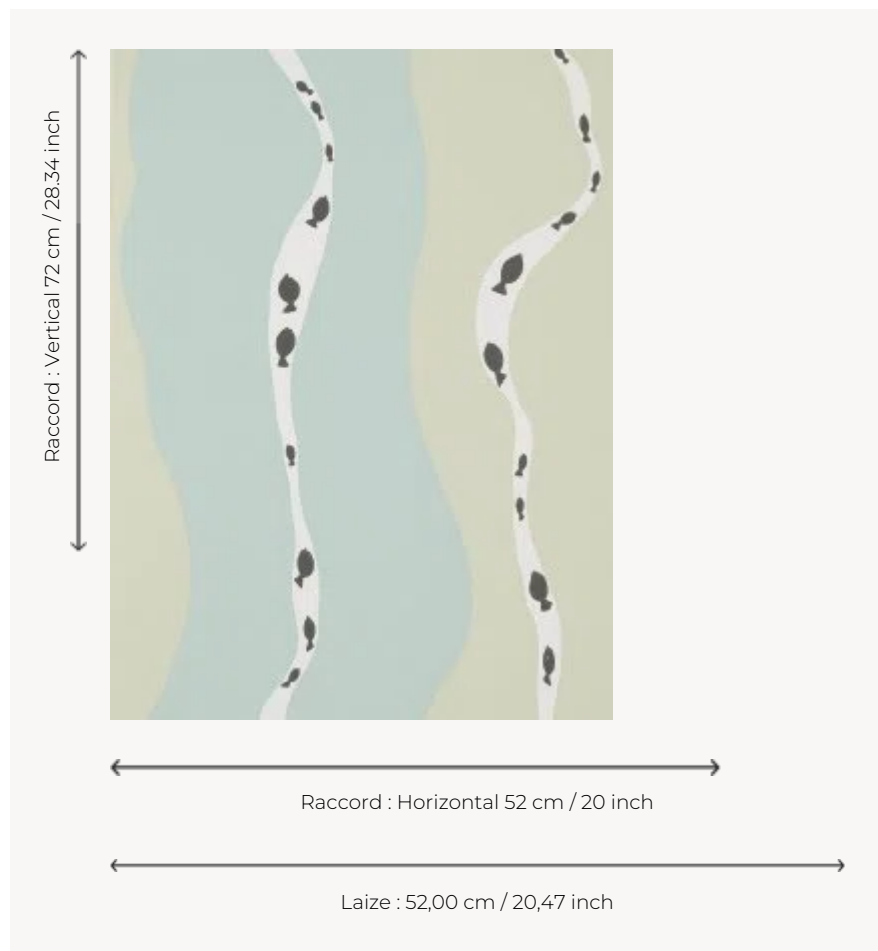 Raccord : Vertical 72 cm / 28.34 inch
Raccord : Horizontal 52 cm / 20 inch
Laize : 52,00 cm / 20,47 inch